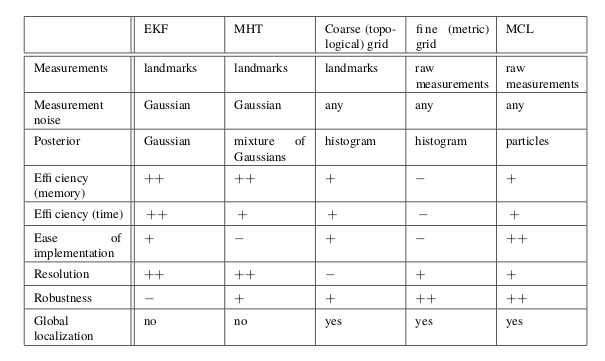 EKF MHT Coarse (topo- fine (metric) MCL
logical) grid grid
Measurements landmarks landmarks landmarks raw raw
measurements measurements
Measurement Gaussian Gaussian any any any
noise
Posterior Gaussian mixture of histogram histogram particles
Gaussians
Efficiency ++ ++ + − +
(memory)
Efficiency (time) ++ + + − +
Ease of + − + − ++
implementation
Resolution ++ ++ − + +
Robustness − + + ++ ++
Global no no yes yes yes
localization